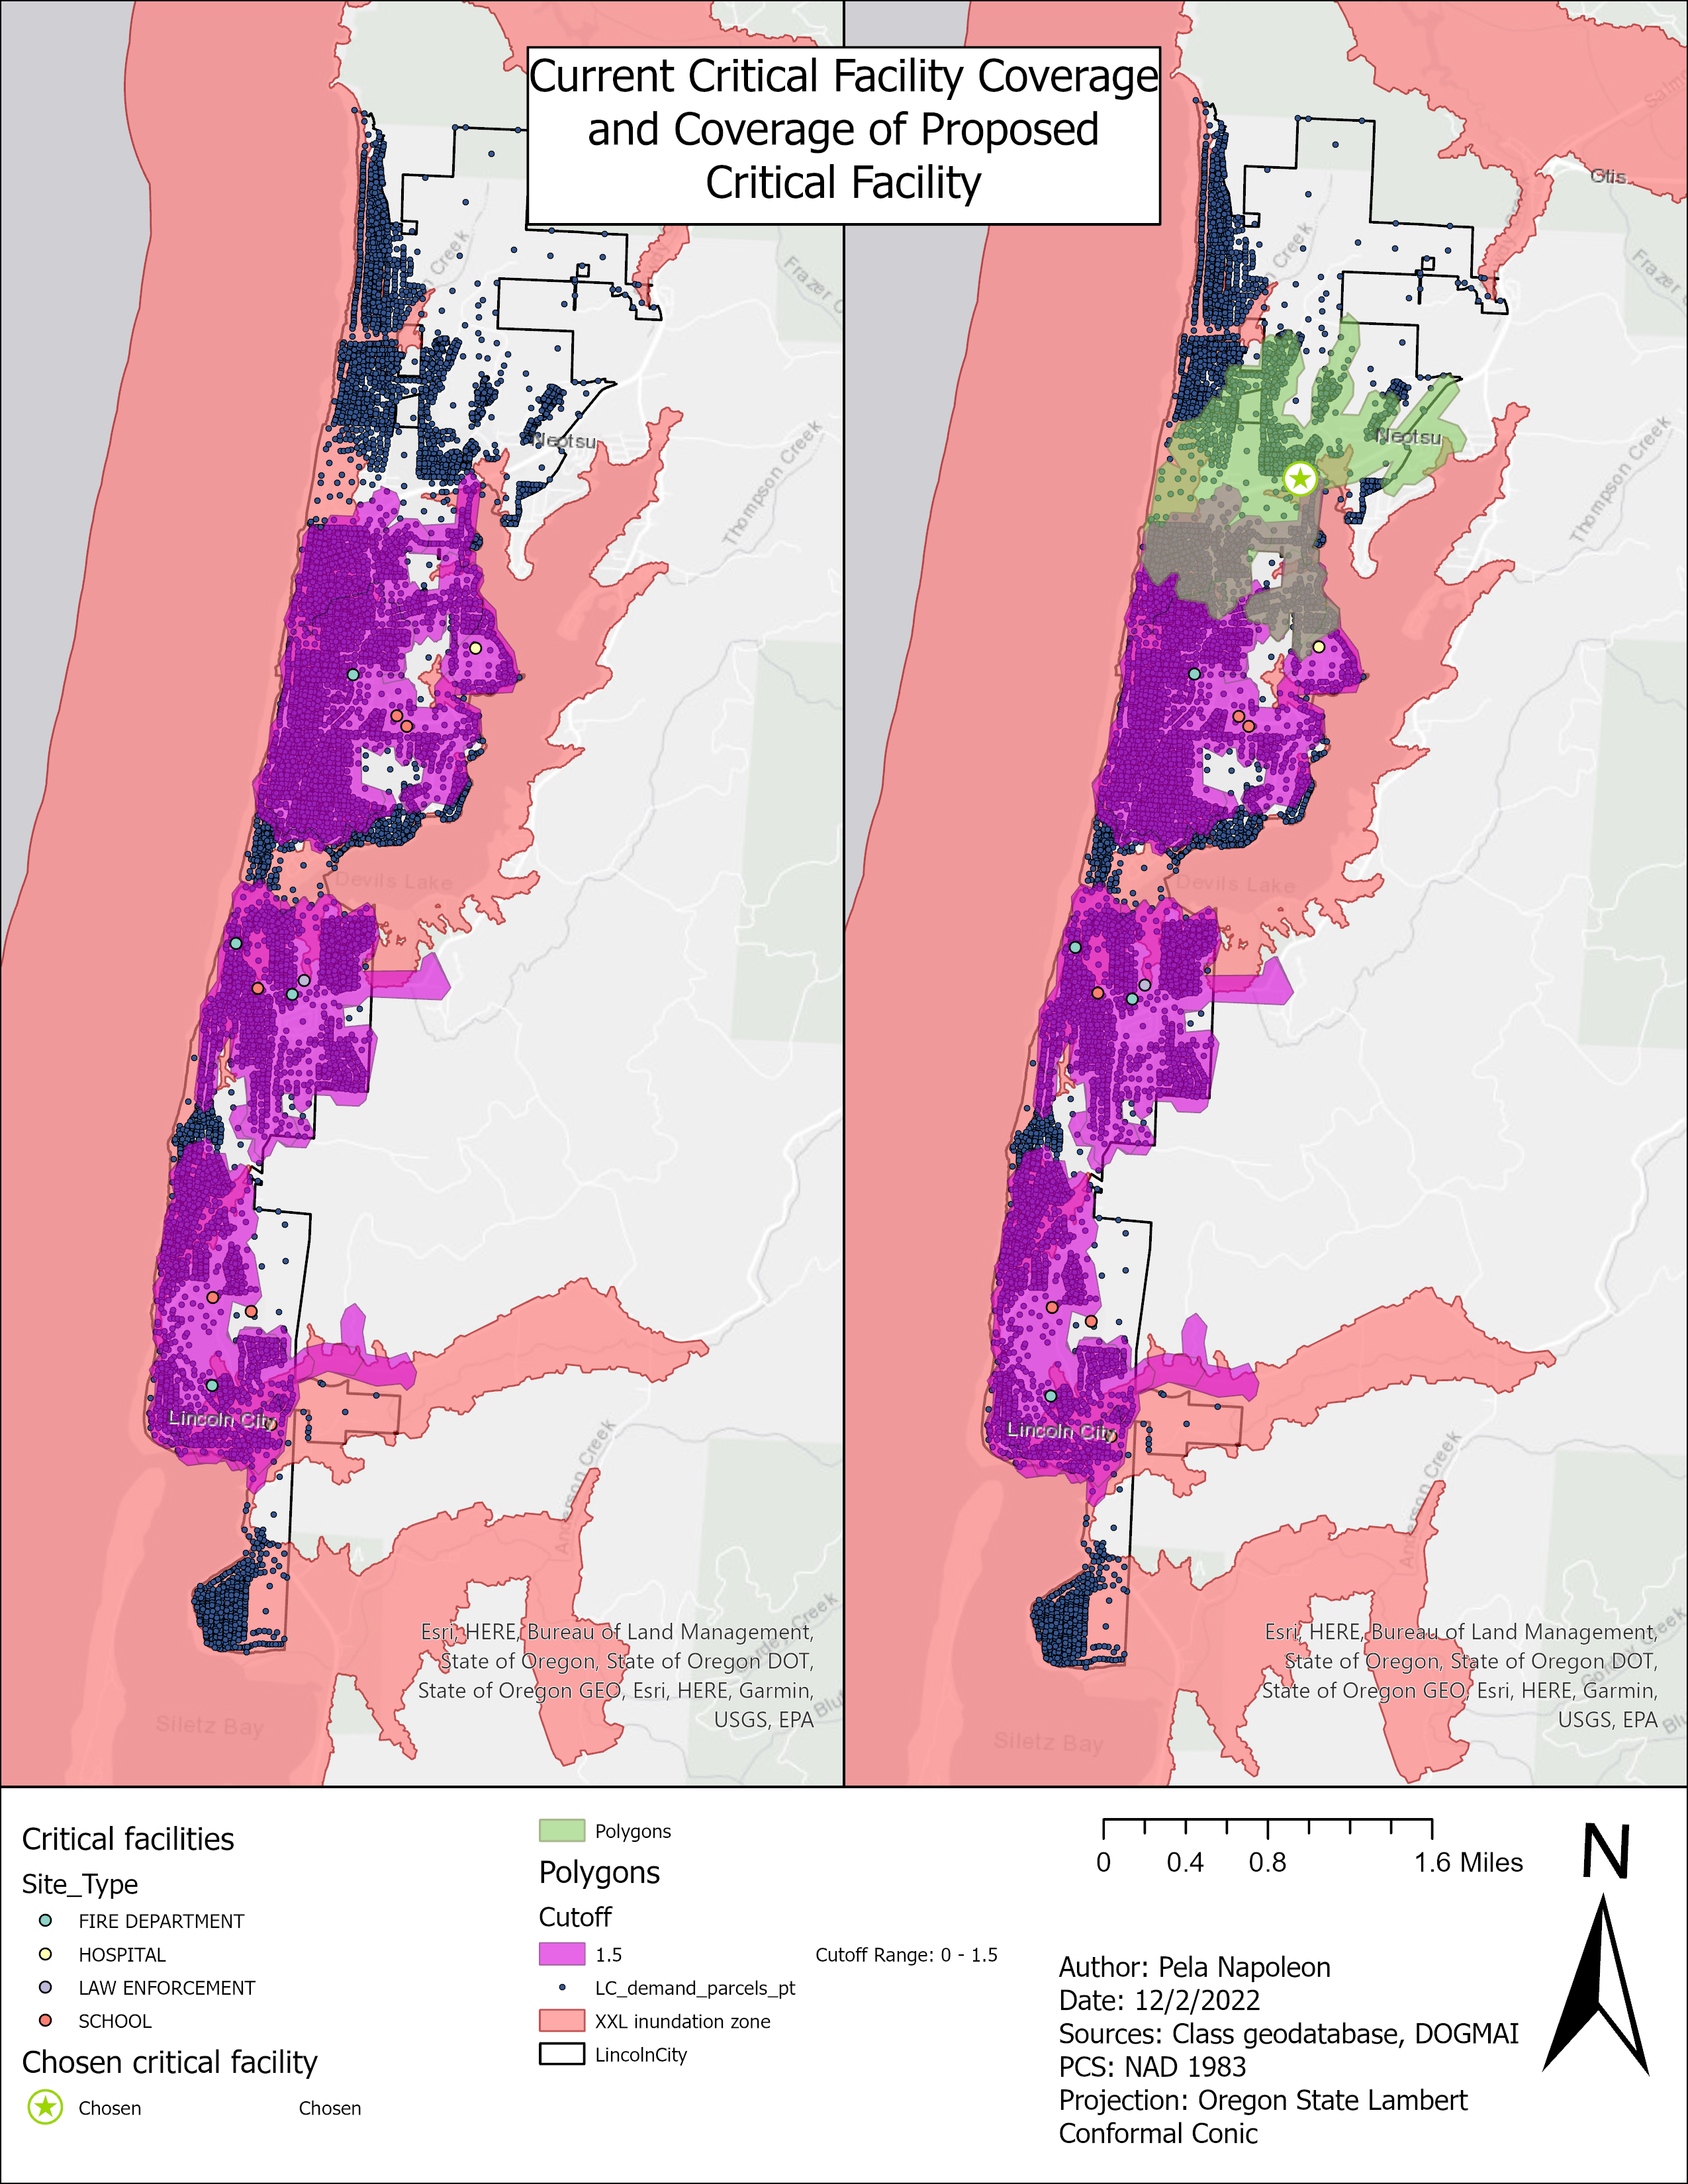 Current Critical Facility Coverage
and Coverage of Proposed
Critical Facility
Creek
Frazer C
Neotsu
Thompson Creek
Devils Lake
Lincoln City
Anderson Creek
Creek
Siletz Bay
Esri, HERE, Bureau of Land Management,
State of Oregon, State of Oregon DOT,
State of Oregon GEO, Esri, HERE, Garmin,
USGS, EPA
Salmo
Otis
Creek
Frazer C
Neotsu
Thompson Creek
Devils Lake
Lincoln City
Anderson Creek
Creek
Siletz Bay
Esri, HERE, Bureau of Land Management,
State of Oregon, State of Oregon DOT,
State of Oregon GEO, Esri, HERE, Garmin,
USGS, EPA
Critical facilities
Site_Type
FIRE DEPARTMENT
HOSPITAL
LAW ENFORCEMENT
SCHOOL
Chosen critical facility
Chosen Chosen
Polygons
Polygons
Cutoff
1.5 Cutoff Range: 0 - 1.5
LC_demand_parcels_pt
XXL inundation zone
LincolnCity
0 0.4 0.8 1.6 Miles
N
Author: Pela Napoleon
Date: 12/2/2022
Sources: Class geodatabase, DOGMAI
PCS: NAD 1983
Projection: Oregon State Lambert
Conformal Conic